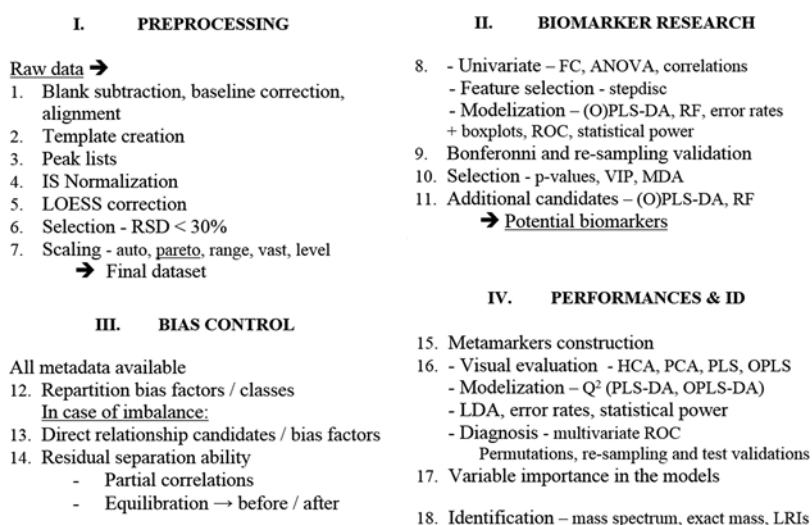 I. PREPROCESSING
Raw data ➔
1. Blank subtraction, baseline correction,
alignment
2. Template creation
3. Peak lists
4. IS Normalization
5. LOESS correction
6. Selection - RSD < 30%
7. Scaling - auto, pareto, range, vast, level
➔ Final dataset
II. BIOMARKER RESEARCH
8. - Univariate – FC, ANOVA, correlations
- Feature selection - stepdisc
- Modelization – (O)PLS-DA, RF, error rates
+ boxplots, ROC, statistical power
9. Bonferonni and re-sampling validation
10. Selection - p-values, VIP, MDA
11. Additional candidates – (O)PLS-DA, RF
➔ Potential biomarkers
III. BIAS CONTROL
All metadata available
12. Repartition bias factors / classes
In case of imbalance:
13. Direct relationship candidates / bias factors
14. Residual separation ability
- Partial correlations
- Equilibration → before / after
IV. PERFORMANCES & ID
15. Metamarkers construction
16. - Visual evaluation - HCA, PCA, PLS, OPLS
- Modelization – Q² (PLS-DA, OPLS-DA)
- LDA, error rates, statistical power
- Diagnosis - multivariate ROC
Permutations, re-sampling and test validations
17. Variable importance in the models
18. Identification – mass spectrum, exact mass, LRIs